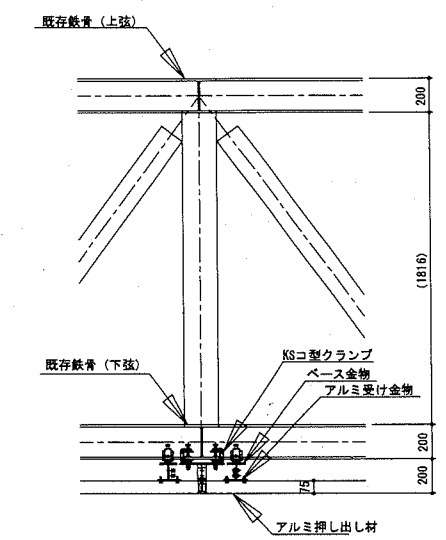 既存鉄骨 (上弦)
200
(1816)
KSコ型クランプ
ベース金物
既存鉄骨 (下弦)
アルミ受け金物
200
200
75
アルミ押し出し材